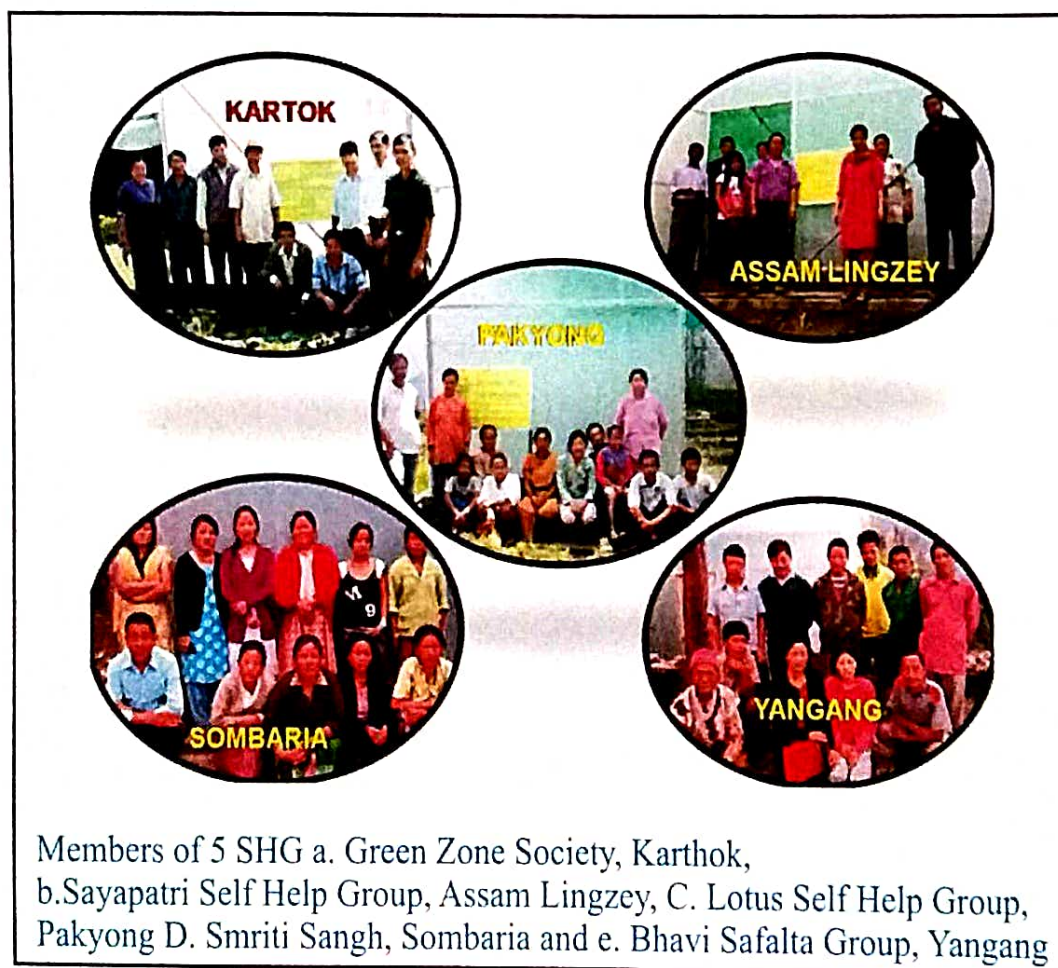 KARTOK
ASSAM LINGZEY
PAKYONG
M
9
SOMBARIA
YANGANG
Members of 5 SHG a. Green Zone Society, Karthok,
b.Sayapatri Self Help Group, Assam Lingzey, C. Lotus Self Help Group,
Pakyong D. Smriti Sangh, Sombaria and e. Bhavi Safalta Group, Yangang